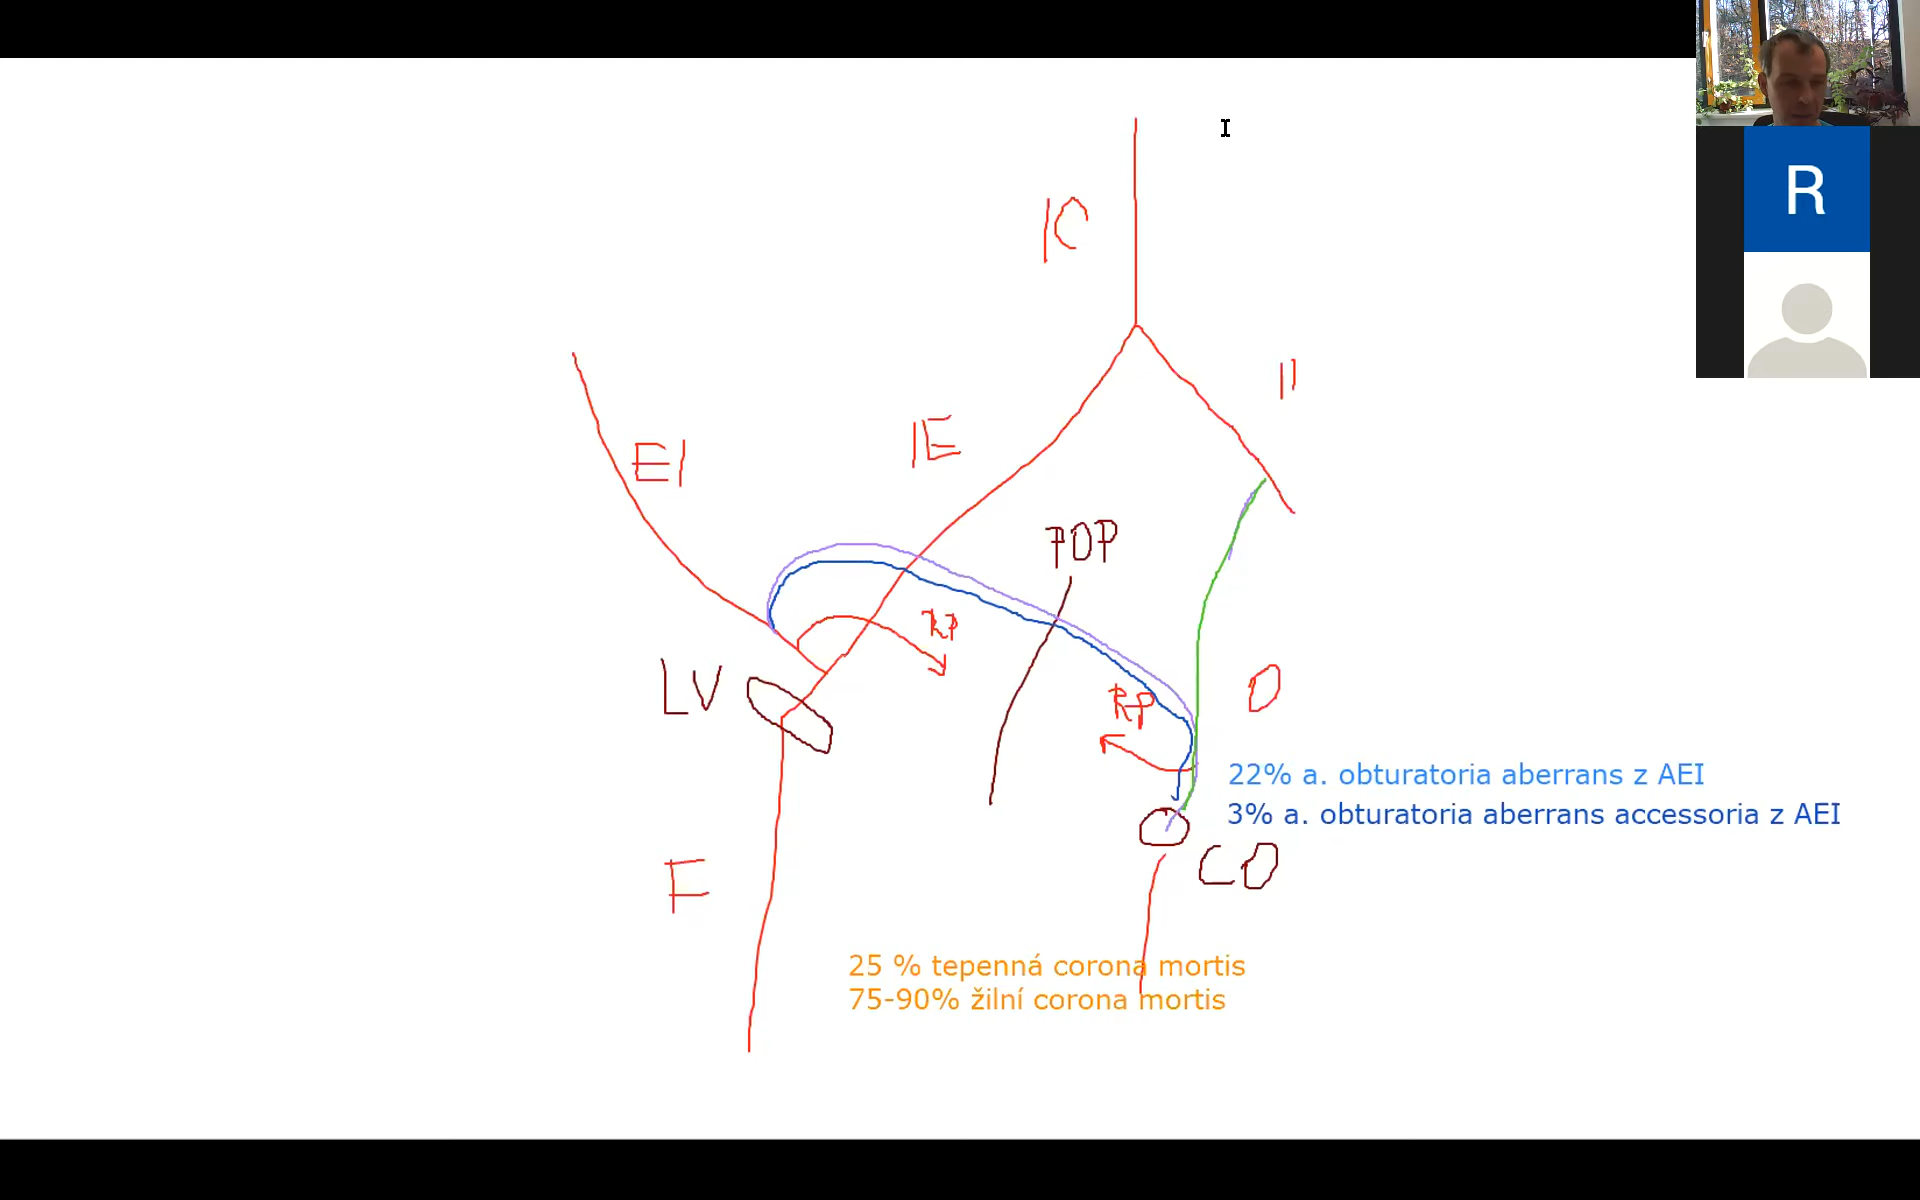 R
IC
II
EI
IE
POP
RP
LV
RP
O
22% a. obturatoria aberrans z AEI
3% a. obturatoria aberrans accessoria z AEI
CO
F
25 % tepenná corona mortis
75-90% žilní corona mortis